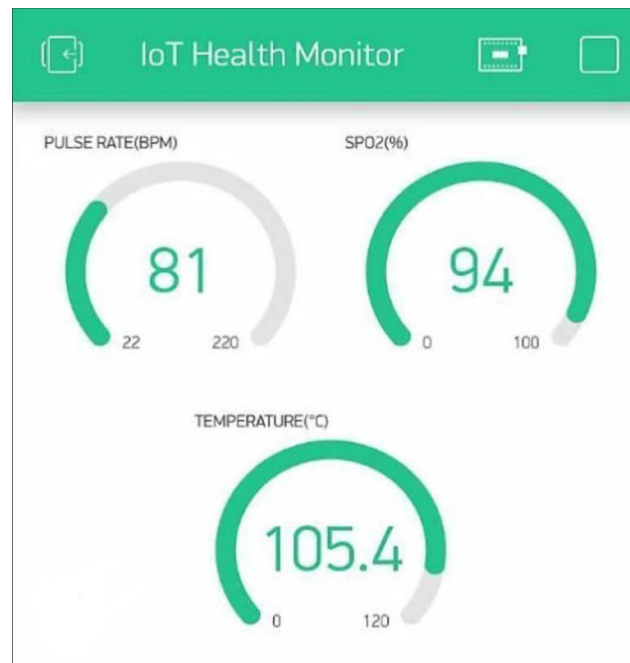 IoT Health Monitor
PULSE RATE(BPM)
81
22 220
SPO2(%)
94
0 100
TEMPERATURE(°C)
105.4
0 120